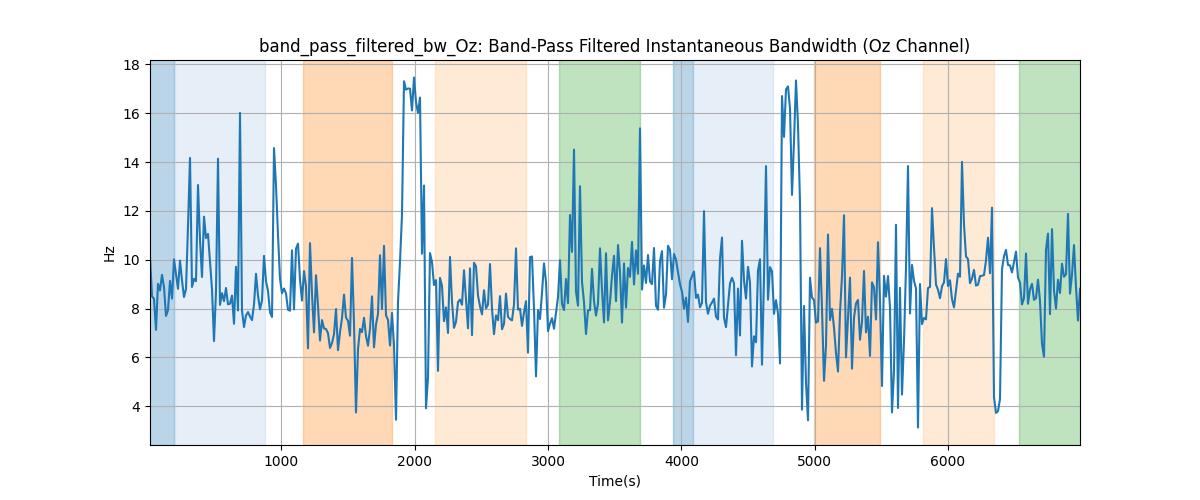 band_pass_filtered_bw_Oz: Band-Pass Filtered Instantaneous Bandwidth (Oz Channel)
18
16
14
12
10
8
6
4
Hz
1000 2000 3000 4000 5000 6000
Time(s)